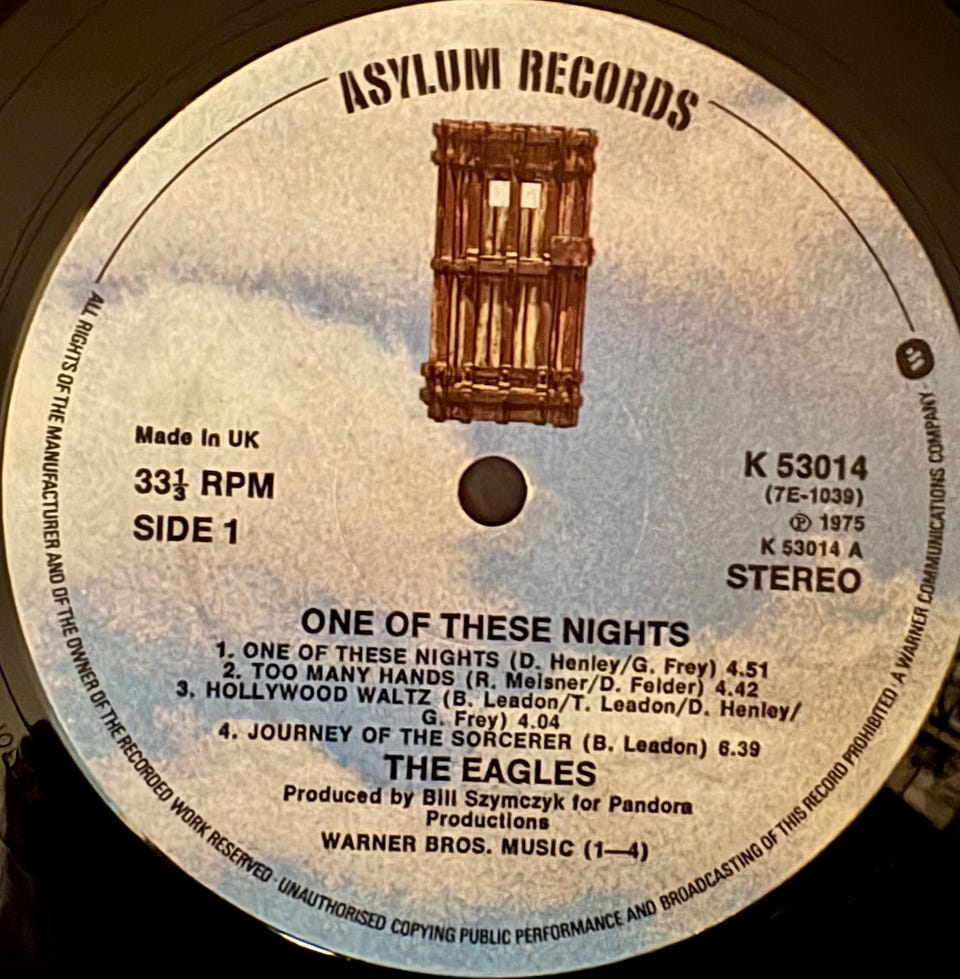 ASYLUM RECORDS
Made in UK
33⅓ RPM
SIDE 1
K 53014
(7E-1039)
℗ 1975
K 53014 A
STEREO
ONE OF THESE NIGHTS
1. ONE OF THESE NIGHTS (D. Henley/G. Frey) 4.51
2. TOO MANY HANDS (R. Meisner/D. Felder) 4.42
3. HOLLYWOOD WALTZ (B. Leadon/T. Leadon/D. Henley/
G. Frey) 4.04
4. JOURNEY OF THE SORCERER (B. Leadon) 6.39
THE EAGLES
Produced by Bill Szymczyk for Pandora
Productions
WARNER BROS. MUSIC (1—4)
ALL RIGHTS OF THE MANUFACTURER AND OF THE OWNER OF THE RECORDED WORK RESERVED · UNAUTHORISED COPYING PUBLIC PERFORMANCE AND BROADCASTING OF THIS RECORD PROHIBITED · A WARNER COMMUNICATIONS COMPANY ·